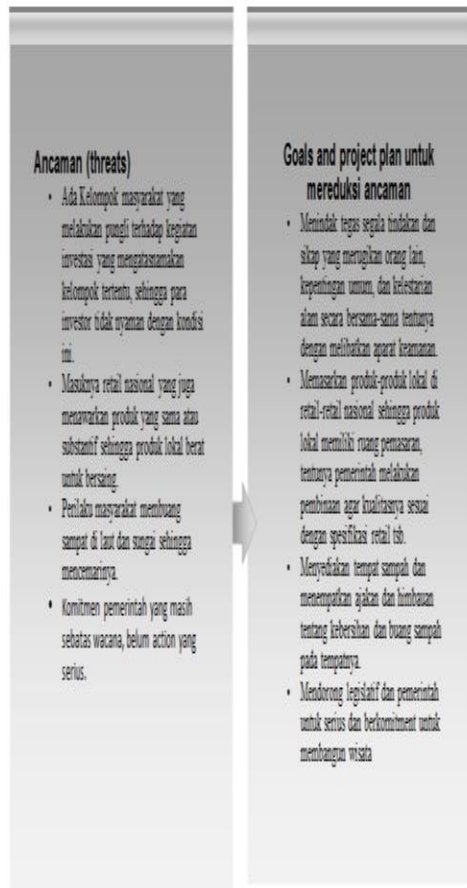 Ancaman (threats)
• Ada Kelompok masyarakat yang
melakukan pungli terhadap kegiatan
investasi yang mengatasnamakan
kelompok tertentu, sehingga para
investor tidak nyaman dengan kondisi
ini.
• Masuknya retail nasional yang juga
menawarkan produk yang sama atau
substantif sehingga produk lokal berat
untuk bersaing.
• Perilaku masyarakat membuang
sampat di laut dan sungai sehingga
mencemarinya.
• Komitmen pemerintah yang masih
sebatas wacana, belum action yang
serius.
Goals and project plan untuk
mereduksi ancaman
• Menindak tegas segala tindakan dan
sikap yang merugikan orang lain,
kepentingan umum, dan kelestarian
alam secara bersama-sama tentunya
dengan melibatkan aparat keamanan.
• Memasarkan produk-produk lokal di
retail-retail nasional sehingga produk
lokal memiliki ruang pemasaran,
tentunya pemerintah melakukan
pembinaan agar kualitasnya sesuai
dengan spesifikasi retail tsb.
• Menyediakan tempat sampah dan
menempatkan ajakan dan himbauan
tentang kebersihan dan buang sampah
pada tempatnya.
• Mendorong legislatif dan pemerintah
untuk serius dan berkomitment untuk
membangun wisata